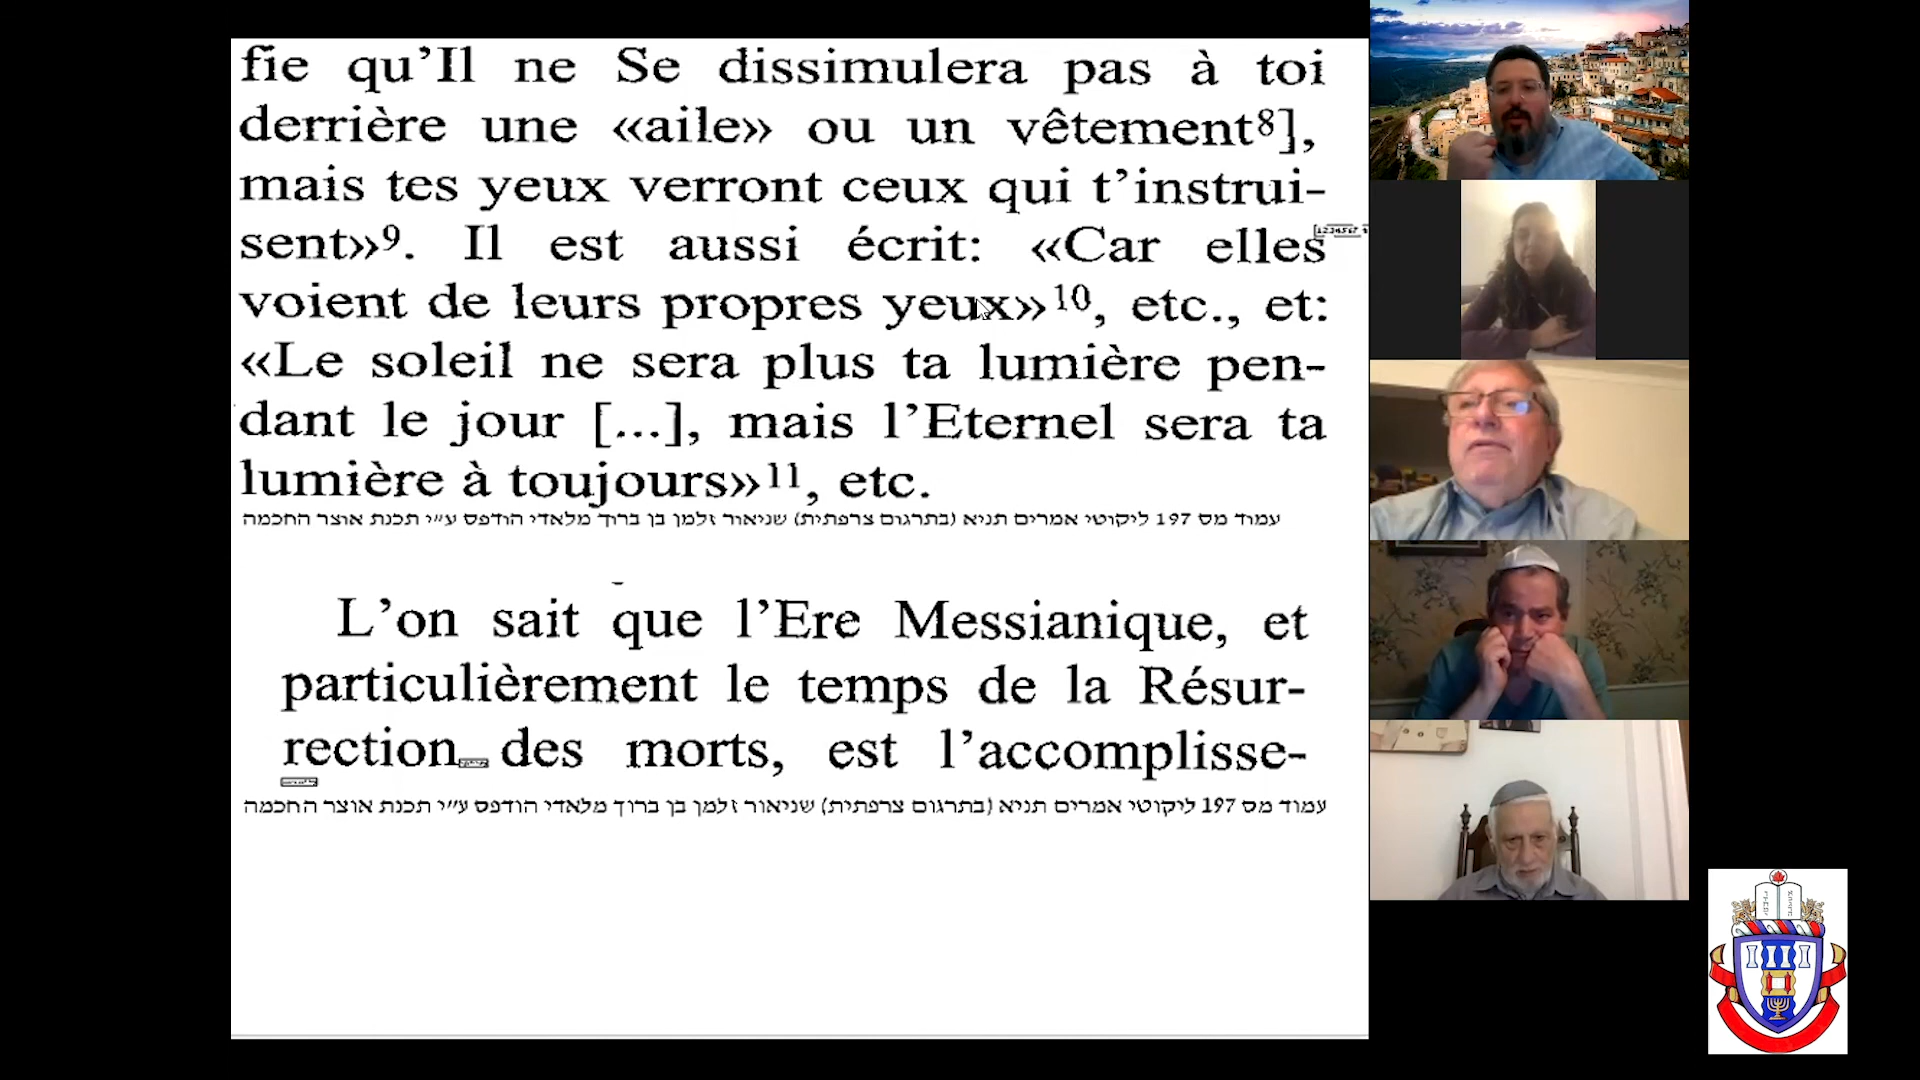 fie qu’Il ne Se dissimulera pas à toi
derrière une «aile» ou un vêtement8],
mais tes yeux verront ceux qui t’instrui-
sent»9. Il est aussi écrit: «Car elles
voient de leurs propres yeux»10, etc., et:
«Le soleil ne sera plus ta lumière pen-
dant le jour [...], mais l’Eternel sera ta
lumière à toujours»11, etc.
עמוד מס 197 ליקוטי אמרים תניא (בתרגום צרפתית) שניאור זלמן בן ברוך מלאדי הודפס ע״י תכנת אוצר החכמה
L’on sait que l’Ere Messianique, et
particulièrement le temps de la Résur-
rection des morts, est l’accomplisse-
עמוד מס 197 ליקוטי אמרים תניא (בתרגום צרפתית) שניאור זלמן בן ברוך מלאדי הודפס ע״י תכנת אוצר החכמה